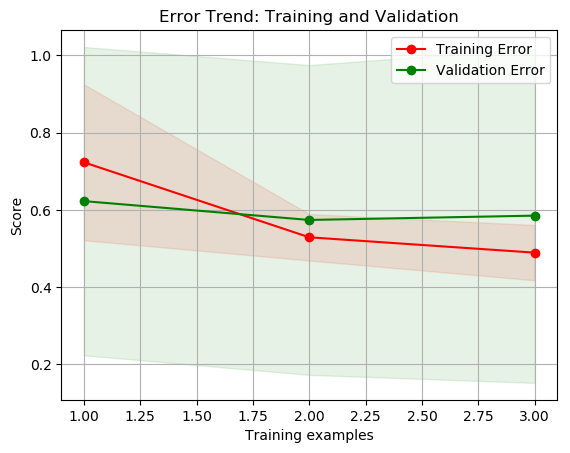 Error Trend: Training and Validation
Training Error
Validation Error
1.0
0.8
0.6
0.4
0.2
Score
1.00 1.25 1.50 1.75 2.00 2.25 2.50 2.75 3.00
Training examples